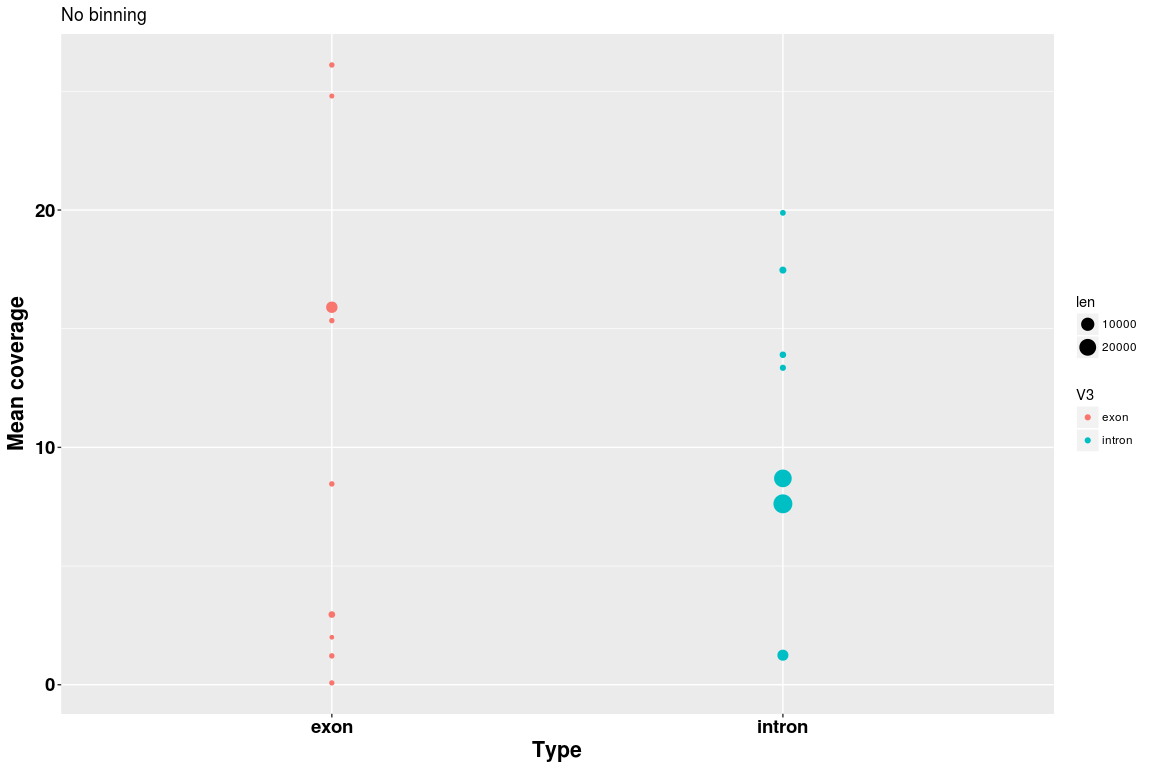 No binning
Mean coverage
20
10
0
exon
intron
Type
len
10000
20000
V3
exon
intron